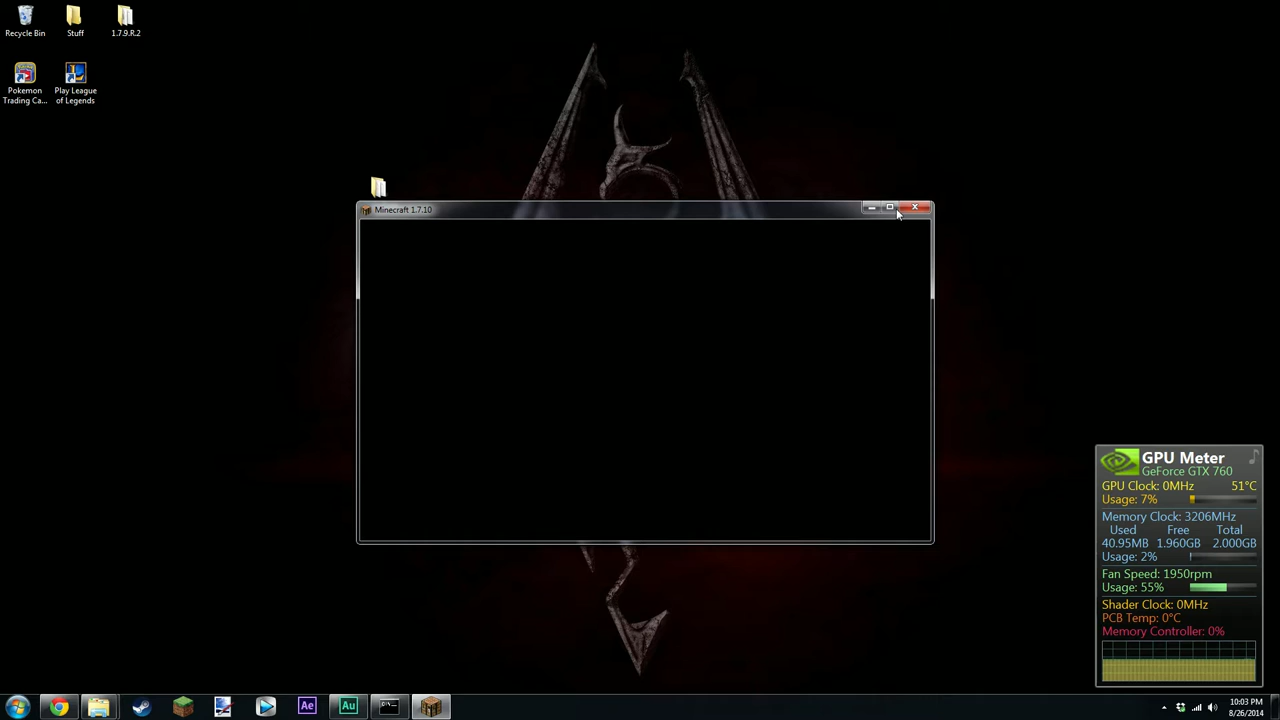 Recycle Bin
Stuff
1.7.9.R.2
Pokemon
Trading Ca...
Play League
of Legends
Minecraft 1.7.10
GPU Meter
GeForce GTX 760
GPU Clock: 0MHz 51°C
Usage: 7%
Memory Clock: 3206MHz
Used Free Total
40.95MB 1.960GB 2.000GB
Usage: 2%
Fan Speed: 1950rpm
Usage: 55%
Shader Clock: 0MHz
PCB Temp: 0°C
Memory Controller: 0%
Ae
Au
C:\.
10:03 PM
8/26/2014